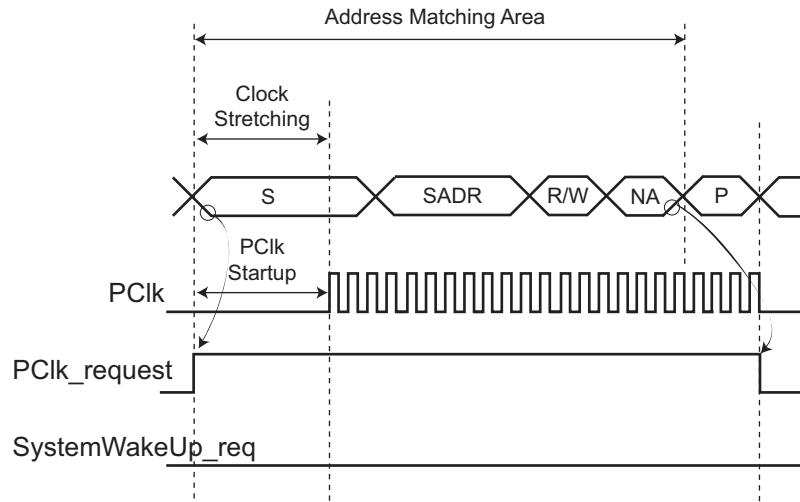 Address Matching Area
Clock
Stretching
S
SADR
R/W
NA
P
PClk
Startup
PClk
PClk_request
SystemWakeUp_req